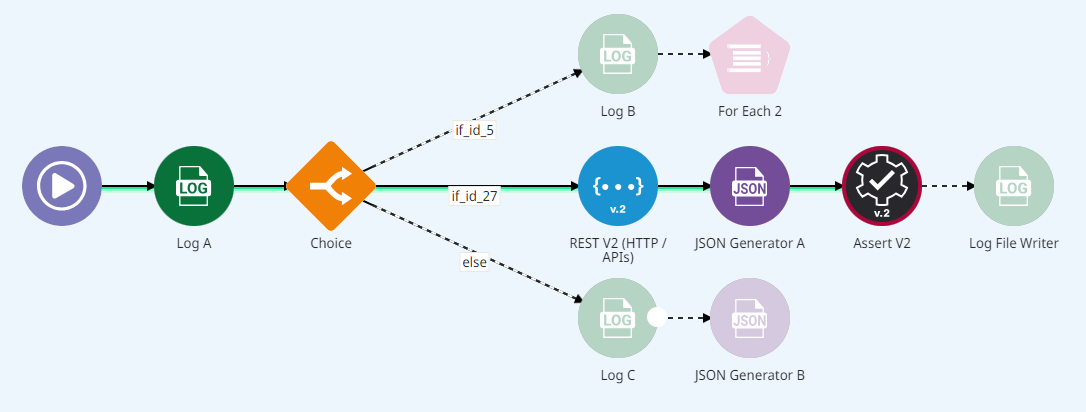 LOG
Log B
For Each 2
if_id_5
LOG
Log A
Choice
if_id_27
{•••}
v.2
REST V2 (HTTP /
APIs)
JSON
JSON Generator A
v.2
Assert V2
LOG
Log File Writer
else
LOG
Log C
JSON
JSON Generator B